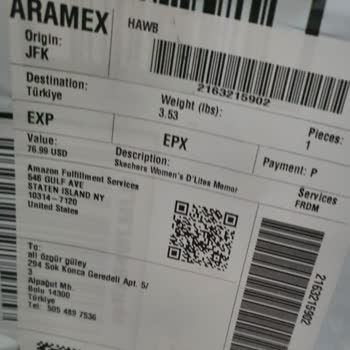 ARAMEX
HAWB
Origin:
JFK
2163215902
Destination:
Türkiye
Weight (lbs):
3.53
Pieces:
1
EXP
EPX
Payment: P
Value:
76.99 USD
Description:
Skechers Women's D'Lites Memor
Services
FRDM
Amazon Fulfillment Services
546 GULF AVE
STATEN ISLAND NY
10314 - 7120
United States
To:
ali özgür güley
294 Sok Konca Geredeli Apt. 5/
3
Alpağut Mh.
Bolu 14300
Türkiye
Tel: 505 489 7536
2163215902